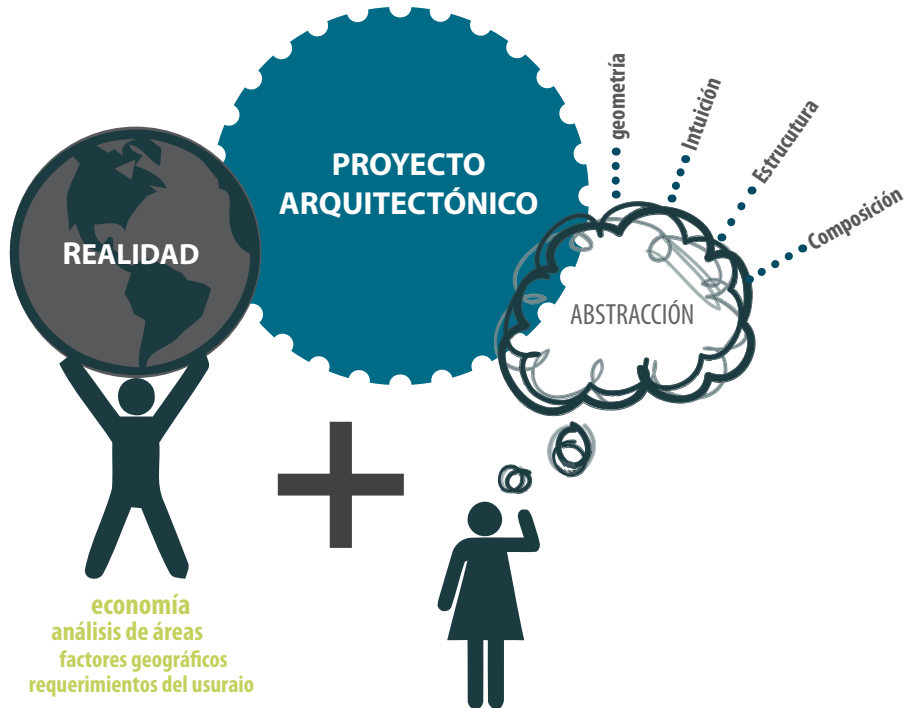 PROYECTO
ARQUITECTÓNICO
REALIDAD
geometría
Intuición
Estrucutura
Composición
ABSTRACCIÓN
economía
análisis de áreas
factores geográficos
requerimientos del usuraio